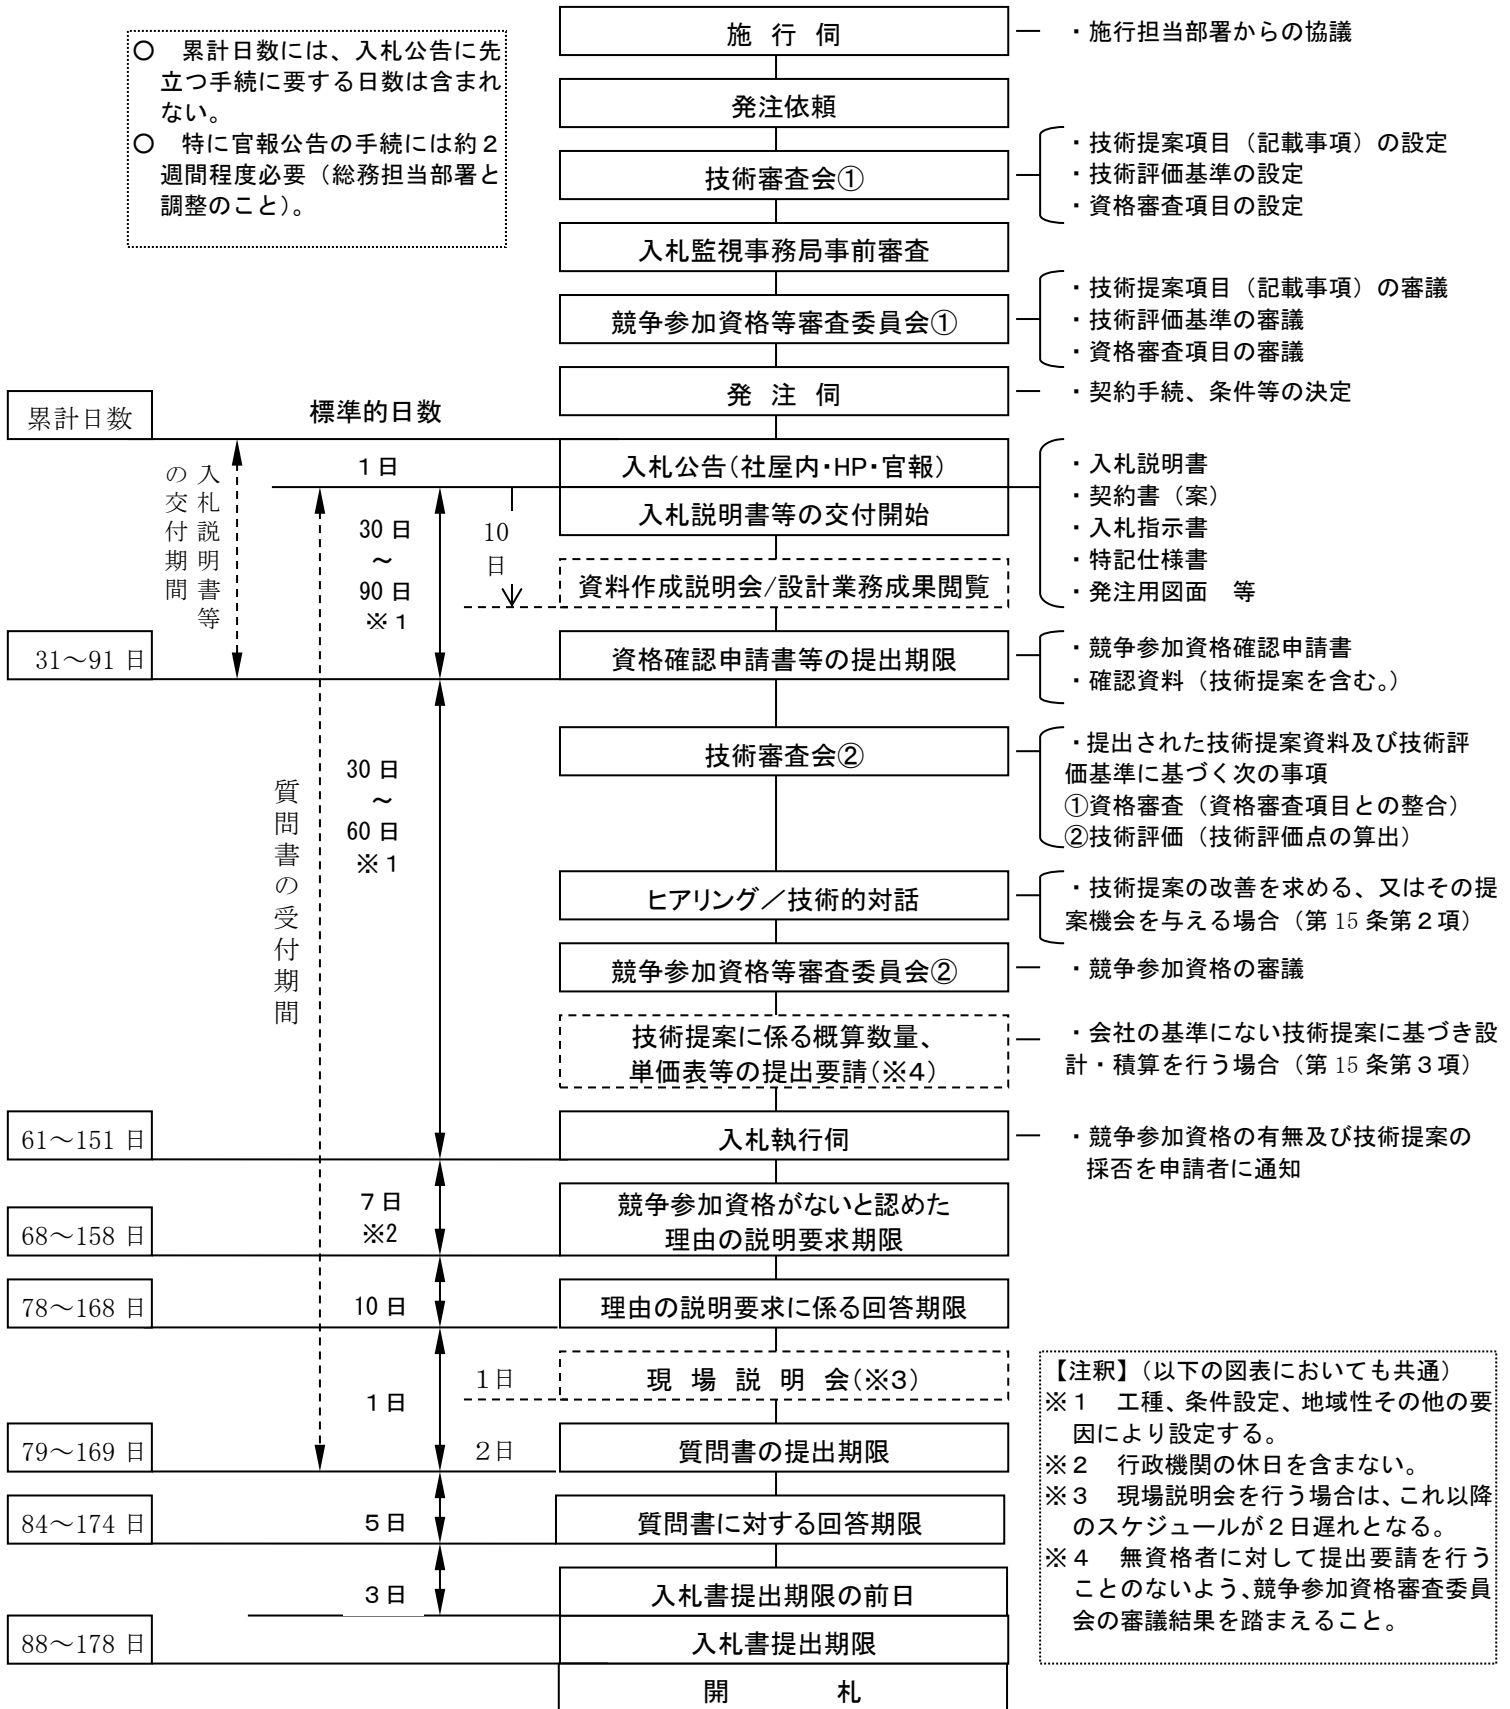 ○　累計日数には、入札公告に先
立つ手続に要する日数は含まれ
ない。
○　特に官報公告の手続には約２
週間程度必要（総務担当部署と
調整のこと）。
施　行　伺
・施行担当部署からの協議
発注依頼
技術審査会①
・技術提案項目（記載事項）の設定
・技術評価基準の設定
・資格審査項目の設定
入札監視事務局事前審査
競争参加資格等審査委員会①
・技術提案項目（記載事項）の審議
・技術評価基準の審議
・資格審査項目の審議
発　注　伺
・契約手続、条件等の決定
累計日数
標準的日数
入札説明書等
の交付期間
１日
入札公告（社屋内・HP・官報）
入札説明書等の交付開始
・入札説明書
・契約書（案）
・入札指示書
・特記仕様書
・発注用図面　等
30 日
～
90 日
※１
10
日
資料作成説明会/設計業務成果閲覧
31～91 日
資格確認申請書等の提出期限
・競争参加資格確認申請書
・確認資料（技術提案を含む。）
質問書の受付期間
30 日
～
60 日
※１
技術審査会②
・提出された技術提案資料及び技術評
価基準に基づく次の事項
①資格審査（資格審査項目との整合）
②技術評価（技術評価点の算出）
ヒアリング／技術的対話
・技術提案の改善を求める、又はその提
案機会を与える場合（第 15 条第２項）
競争参加資格等審査委員会②
・競争参加資格の審議
技術提案に係る概算数量、
単価表等の提出要請（※４）
・会社の基準にない技術提案に基づき設
計・積算を行う場合（第 15 条第３項）
61～151 日
入札執行伺
・競争参加資格の有無及び技術提案の
採否を申請者に通知
７日
※2
68～158 日
競争参加資格がないと認めた
理由の説明要求期限
78～168 日
10 日
理由の説明要求に係る回答期限
１日
1日
現　場　説　明　会（※３）
79～169 日
2日
質問書の提出期限
84～174 日
５日
質問書に対する回答期限
３日
入札書提出期限の前日
88～178 日
入札書提出期限
開　　　　札
【注釈】（以下の図表においても共通）
※１　工種、条件設定、地域性その他の要
因により設定する。
※２　行政機関の休日を含まない。
※３　現場説明会を行う場合は、これ以降
のスケジュールが２日遅れとなる。
※４　無資格者に対して提出要請を行う
ことのないよう、競争参加資格審査委員
会の審議結果を踏まえること。